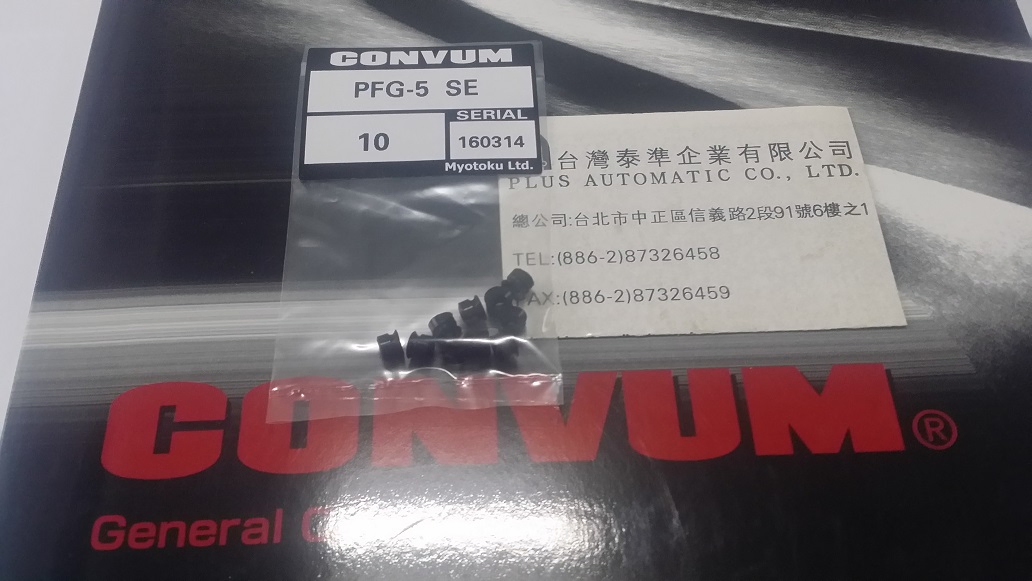 CONVUM
PFG-5 SE
10
SERIAL
160314
Myotoku Ltd.
台灣泰準企業有限公司
PLUS AUTOMATIC CO., LTD.
總公司:台北市中正區信義路2段91號6樓之1
TEL:(886-2)87326458
FAX:(886-2)87326459
CONVUM®
General